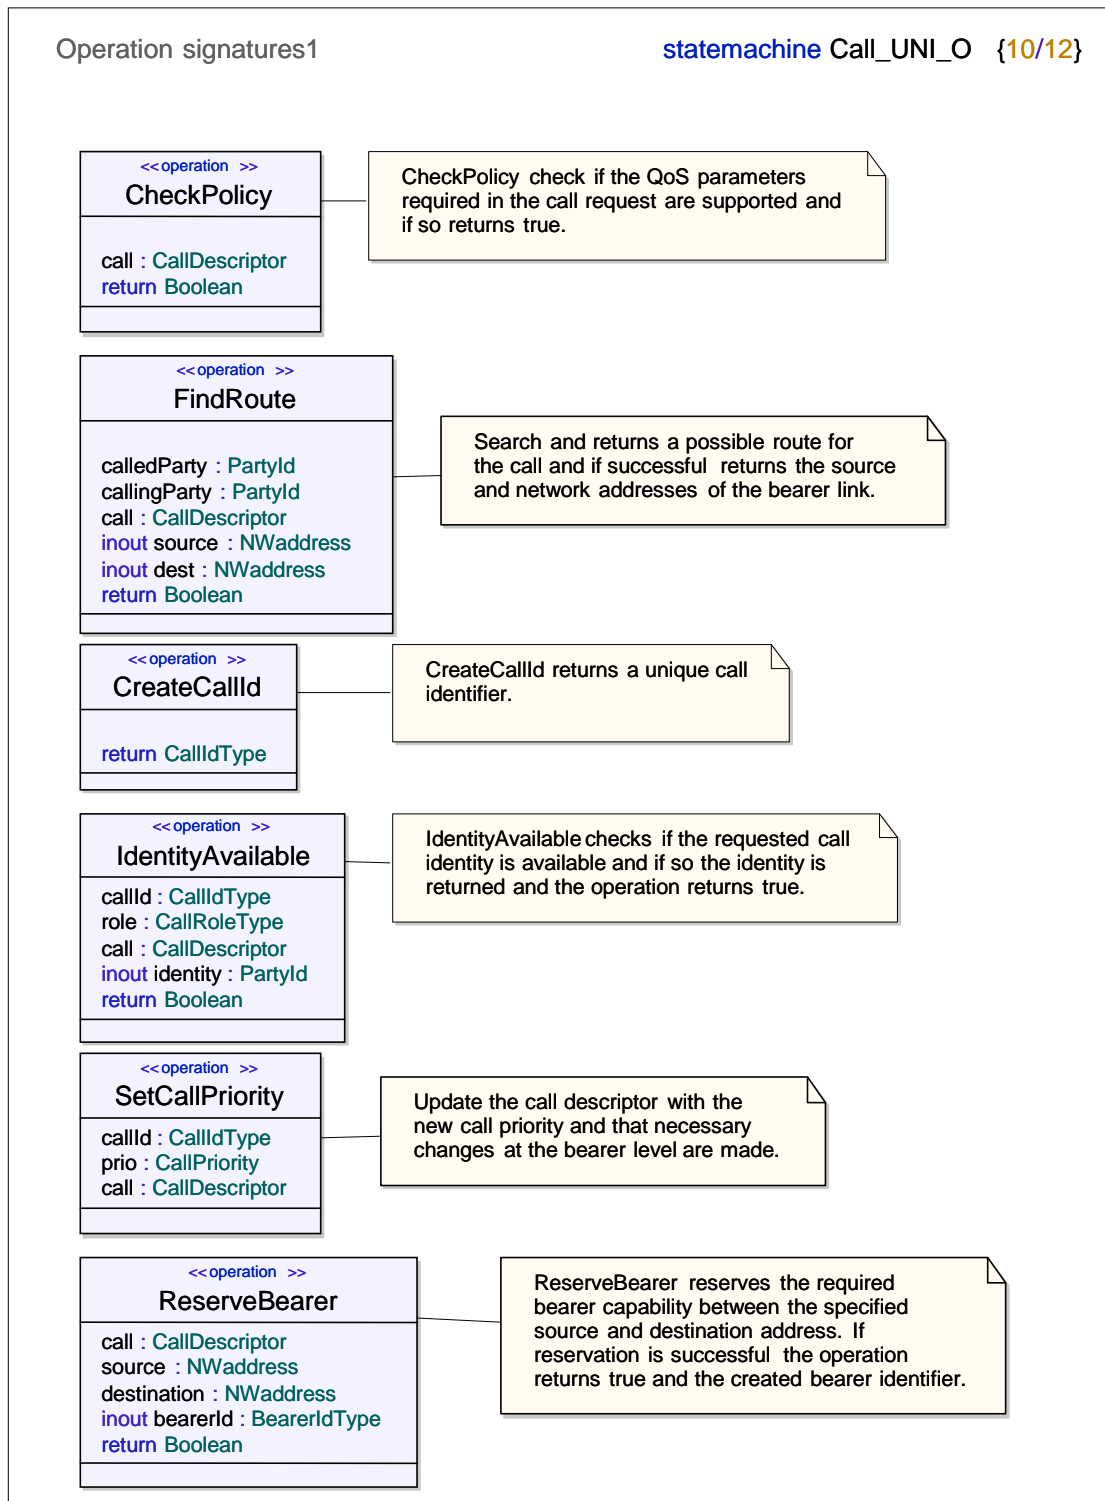 Operation signatures1
statemachine Call_UNI_O {10/12}
<<operation >>
CheckPolicy
call : CallDescriptor
return Boolean
CheckPolicy check if the QoS parameters
required in the call request are supported and
if so returns true.
<<operation >>
FindRoute
calledParty : PartyId
callingParty : PartyId
call : CallDescriptor
inout source : NWaddress
inout dest : NWaddress
return Boolean
Search and returns a possible route for
the call and if successful returns the source
and network addresses of the bearer link.
<<operation >>
CreateCallId
return CallIdType
CreateCallId returns a unique call
identifier.
<<operation >>
IdentityAvailable
callId : CallIdType
role : CallRoleType
call : CallDescriptor
inout identity : PartyId
return Boolean
IdentityAvailable checks if the requested call
identity is available and if so the identity is
returned and the operation returns true.
<<operation >>
SetCallPriority
callId : CallIdType
prio : CallPriority
call : CallDescriptor
Update the call descriptor with the
new call priority and that necessary
changes at the bearer level are made.
<<operation >>
ReserveBearer
call : CallDescriptor
source : NWaddress
destination : NWaddress
inout bearerId : BearerIdType
return Boolean
ReserveBearer reserves the required
bearer capability between the specified
source and destination address. If
reservation is successful the operation
returns true and the created bearer identifier.